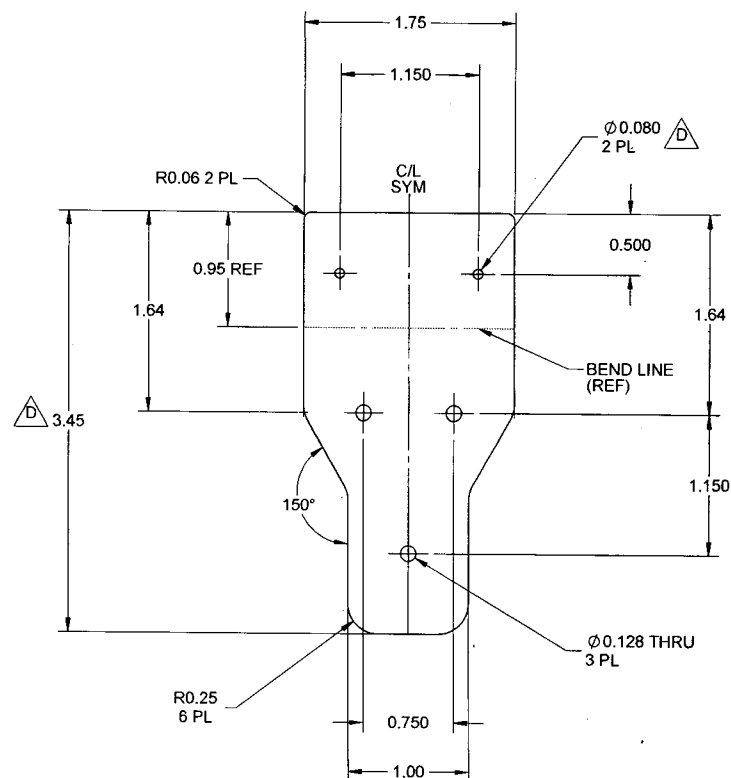 1.75
1.150
Ø0.080
2 PL
D
C/L
SYM
R0.06 2 PL
0.500
0.95 REF
1.64
1.64
BEND LINE
(REF)
D
3.45
1.150
150°
Ø0.128 THRU
3 PL
R0.25
6 PL
0.750
1.00